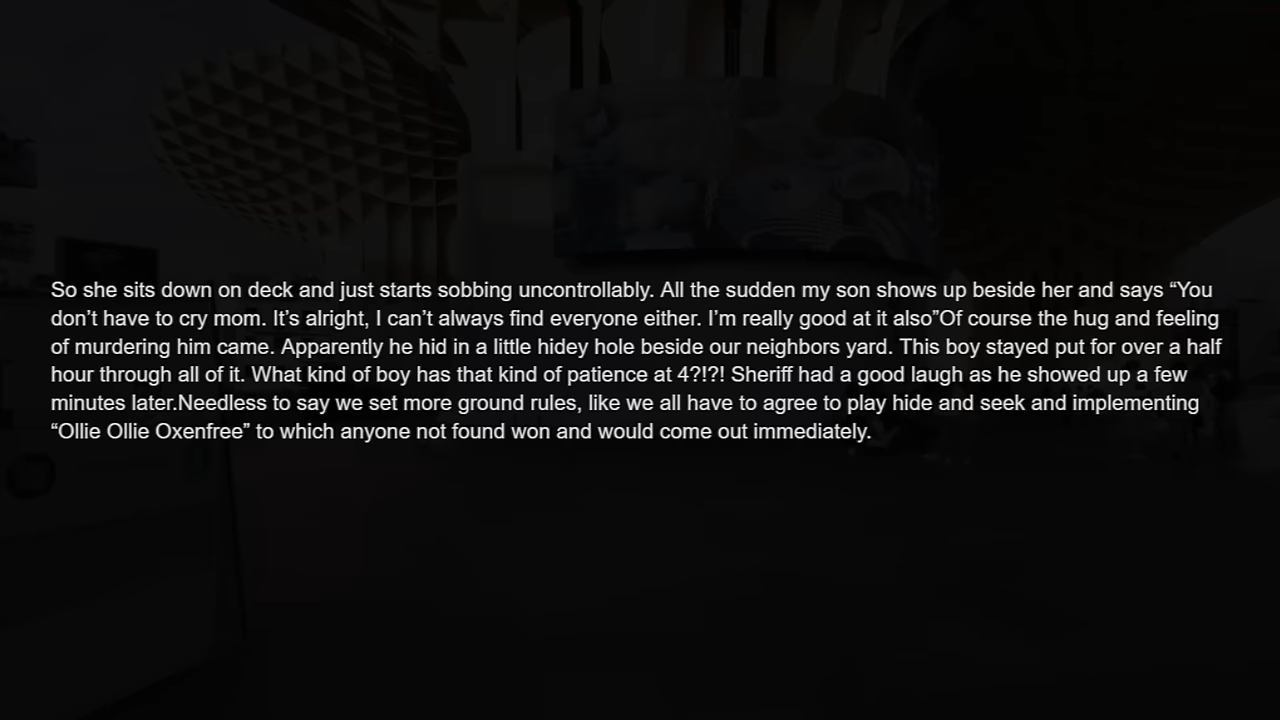 So she sits down on deck and just starts sobbing uncontrollably. All the sudden my son shows up beside her and says “You
don’t have to cry mom. It’s alright, I can’t always find everyone either. I’m really good at it also”Of course the hug and feeling
of murdering him came. Apparently he hid in a little hidey hole beside our neighbors yard. This boy stayed put for over a half
hour through all of it. What kind of boy has that kind of patience at 4?!?! Sheriff had a good laugh as he showed up a few
minutes later.Needless to say we set more ground rules, like we all have to agree to play hide and seek and implementing
“Ollie Ollie Oxenfree” to which anyone not found won and would come out immediately.